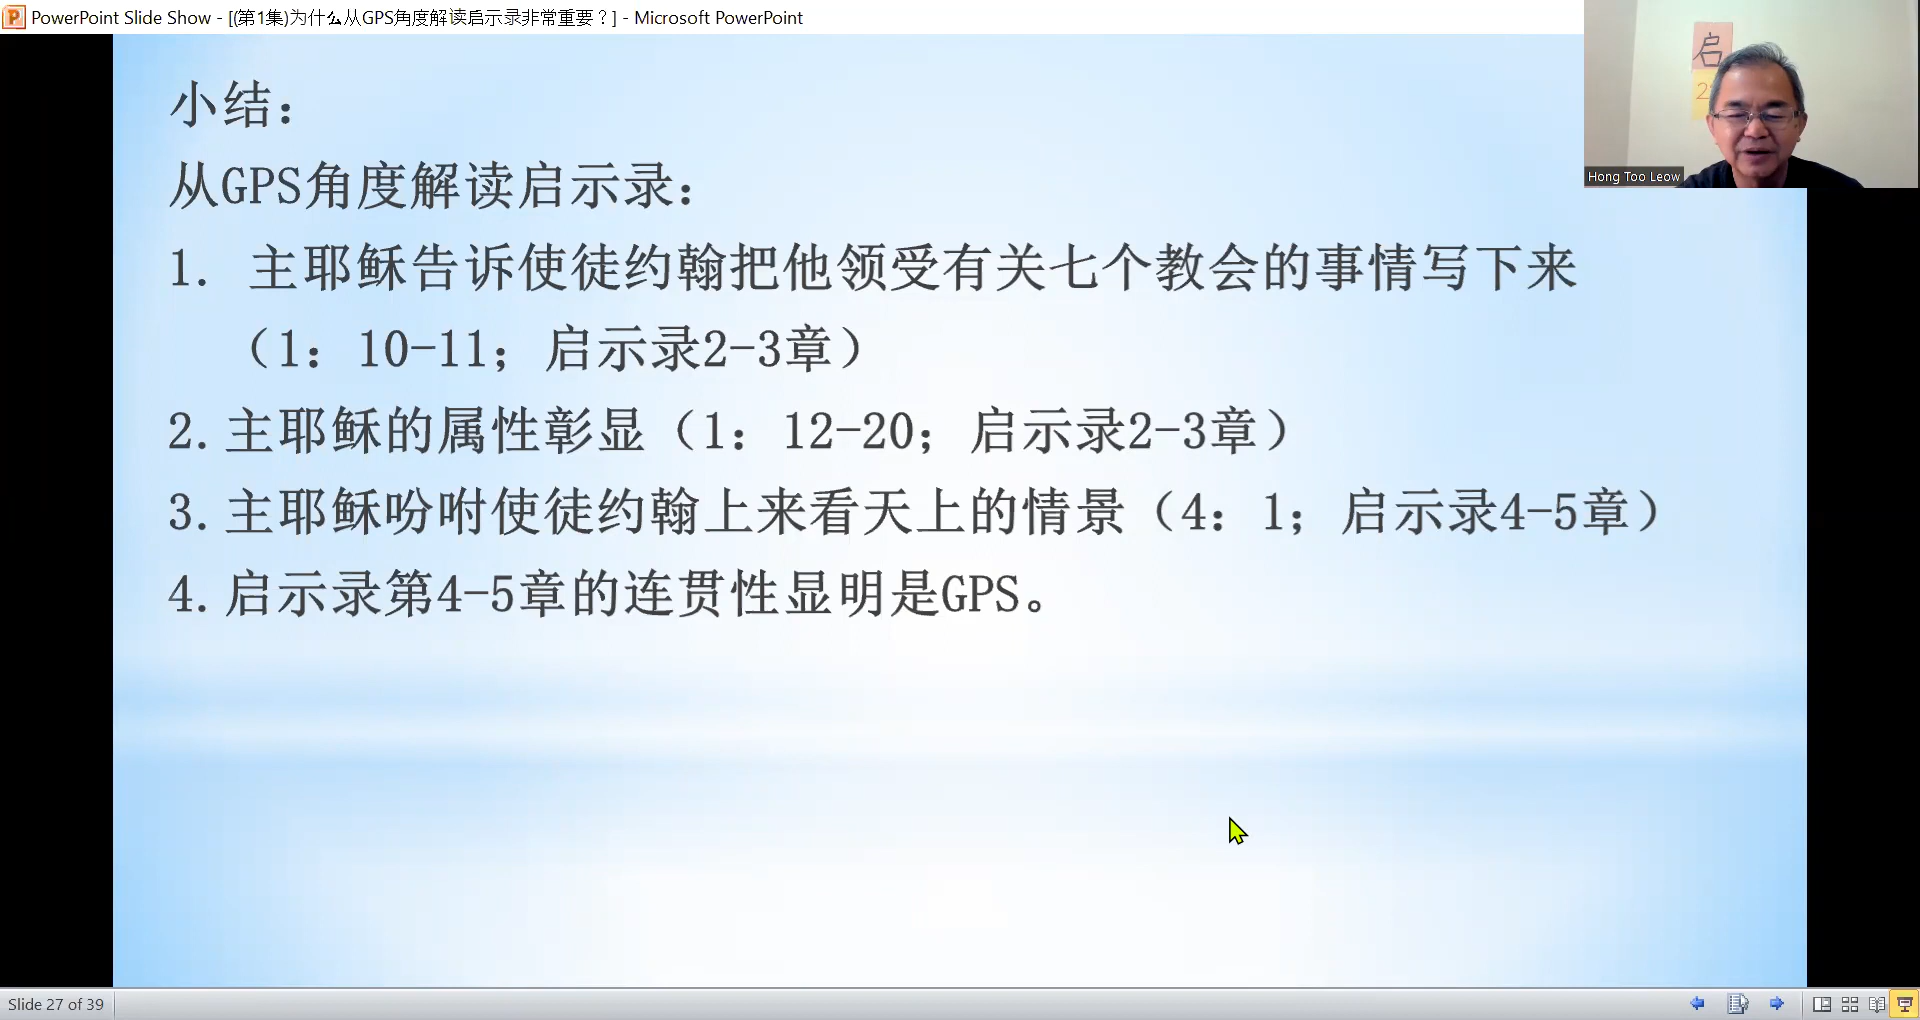 PowerPoint Slide Show - [(第1集)为什么从GPS角度解读启示录非常重要？] - Microsoft PowerPoint
启
2
Hong Too Leow
小结：
从GPS角度解读启示录：
1. 主耶稣告诉使徒约翰把他领受有关七个教会的事情写下来
（1：10-11；启示录2-3章）
2.主耶稣的属性彰显（1：12-20；启示录2-3章）
3.主耶稣吩咐使徒约翰上来看天上的情景（4：1；启示录4-5章）
4.启示录第4-5章的连贯性显明是GPS。
Slide 27 of 39